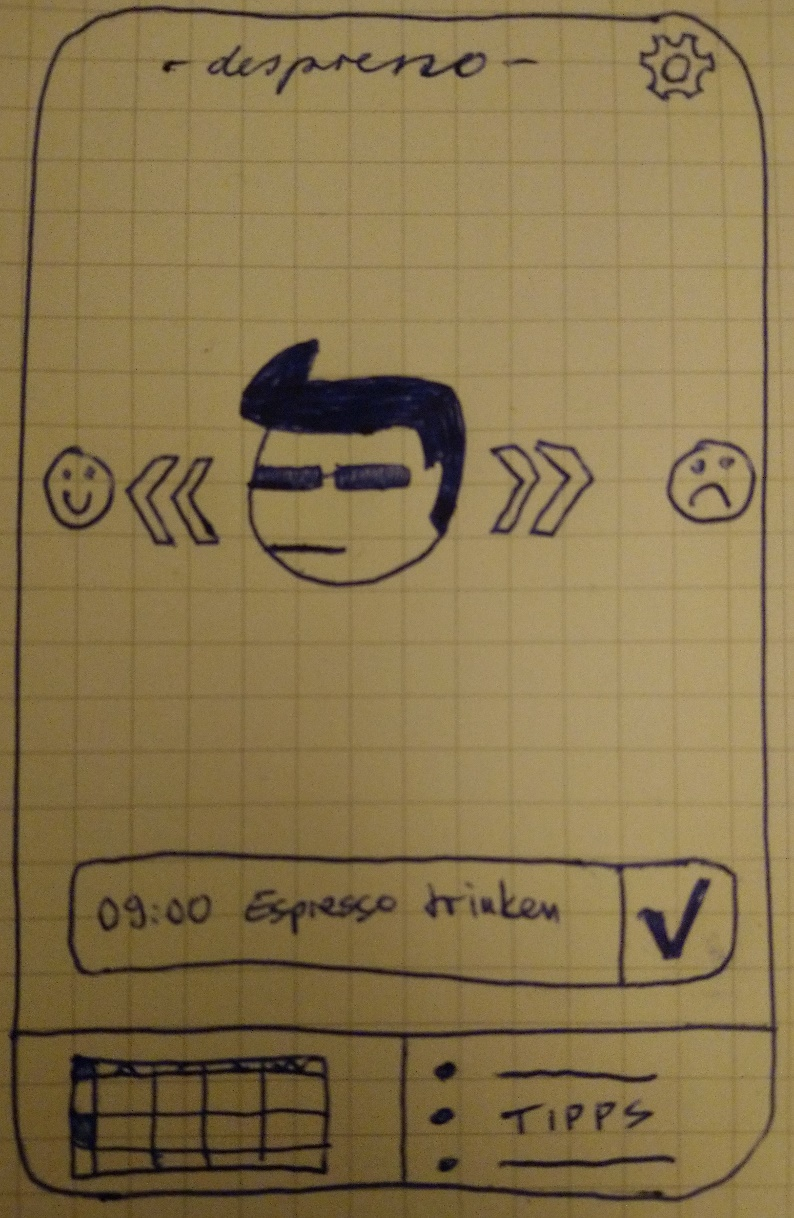 - despresso -
09:00 Espresso trinken
TIPPS